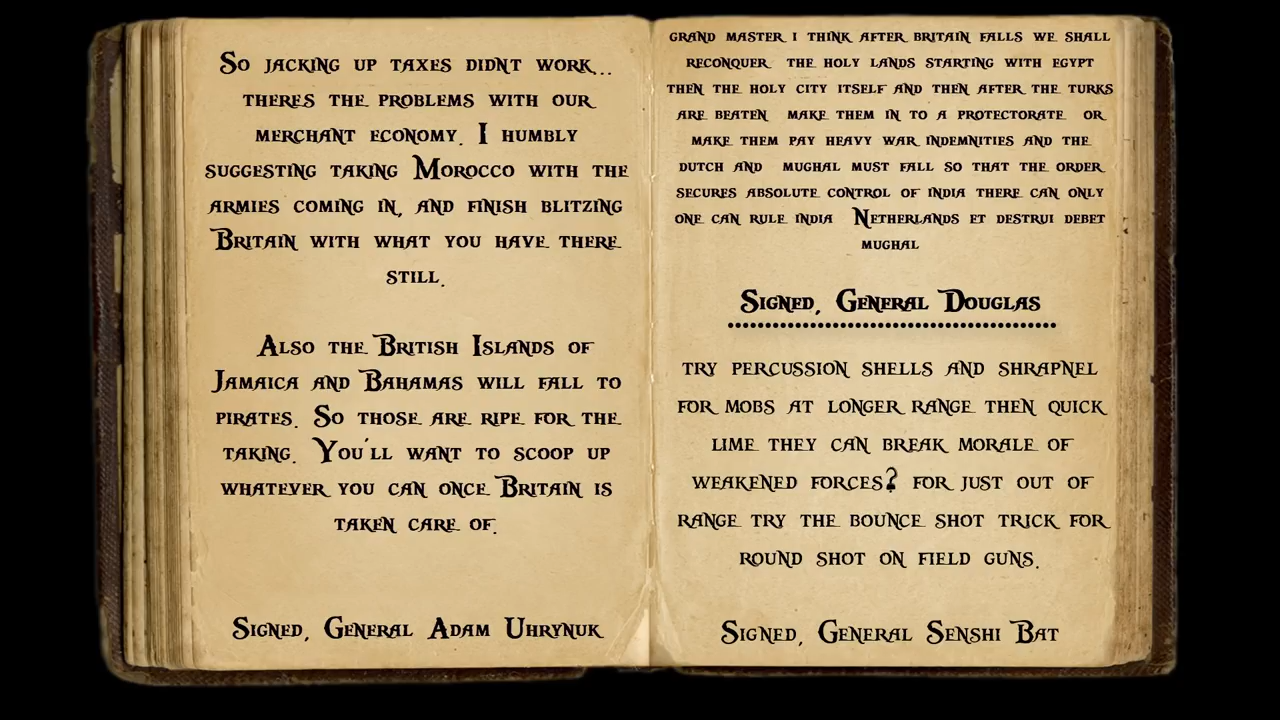 So jacking up taxes didnt work...
theres the problems with our
merchant economy. I humbly
suggesting taking Morocco with the
armies coming in, and finish blitzing
Britain with what you have there
still.
Also the British Islands of
Jamaica and Bahamas will fall to
pirates. So those are ripe for the
taking. You'll want to scoop up
whatever you can once Britain is
taken care of.
Signed, General Adam Uhrynuk
grand master i think after britain falls we shall
reconquer the holy lands starting with egypt
then the holy city itself and then after the turks
are beaten make them in to a protectorate or
make them pay heavy war indemnities and the
dutch and mughal must fall so that the order
secures absolute control of india there can only
one can rule india Netherlands et destrui debet
mughal
Signed, General Douglas
try percussion shells and shrapnel
for mobs at longer range then quick
lime they can break morale of
weakened forces? for just out of
range try the bounce shot trick for
round shot on field guns.
Signed, General Senshi Bat